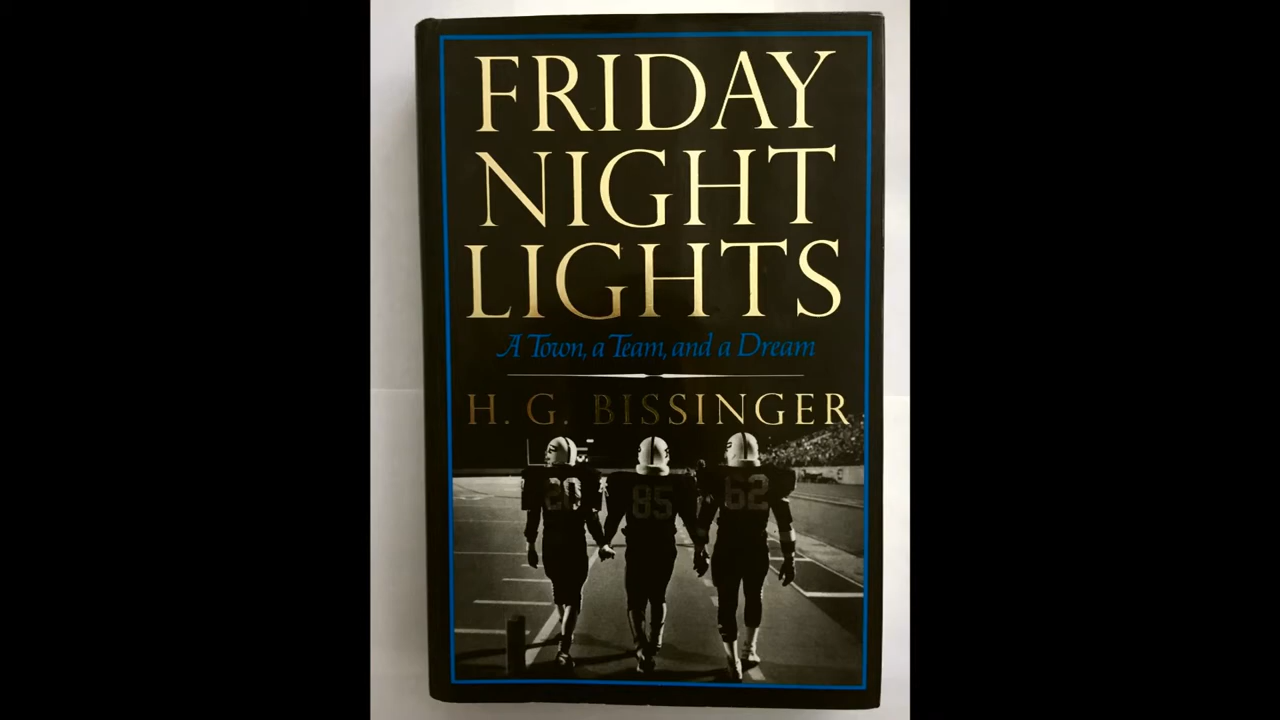 FRIDAY
NIGHT
LIGHTS
A Town, a Team, and a Dream
H. G. BISSINGER
20 85 62